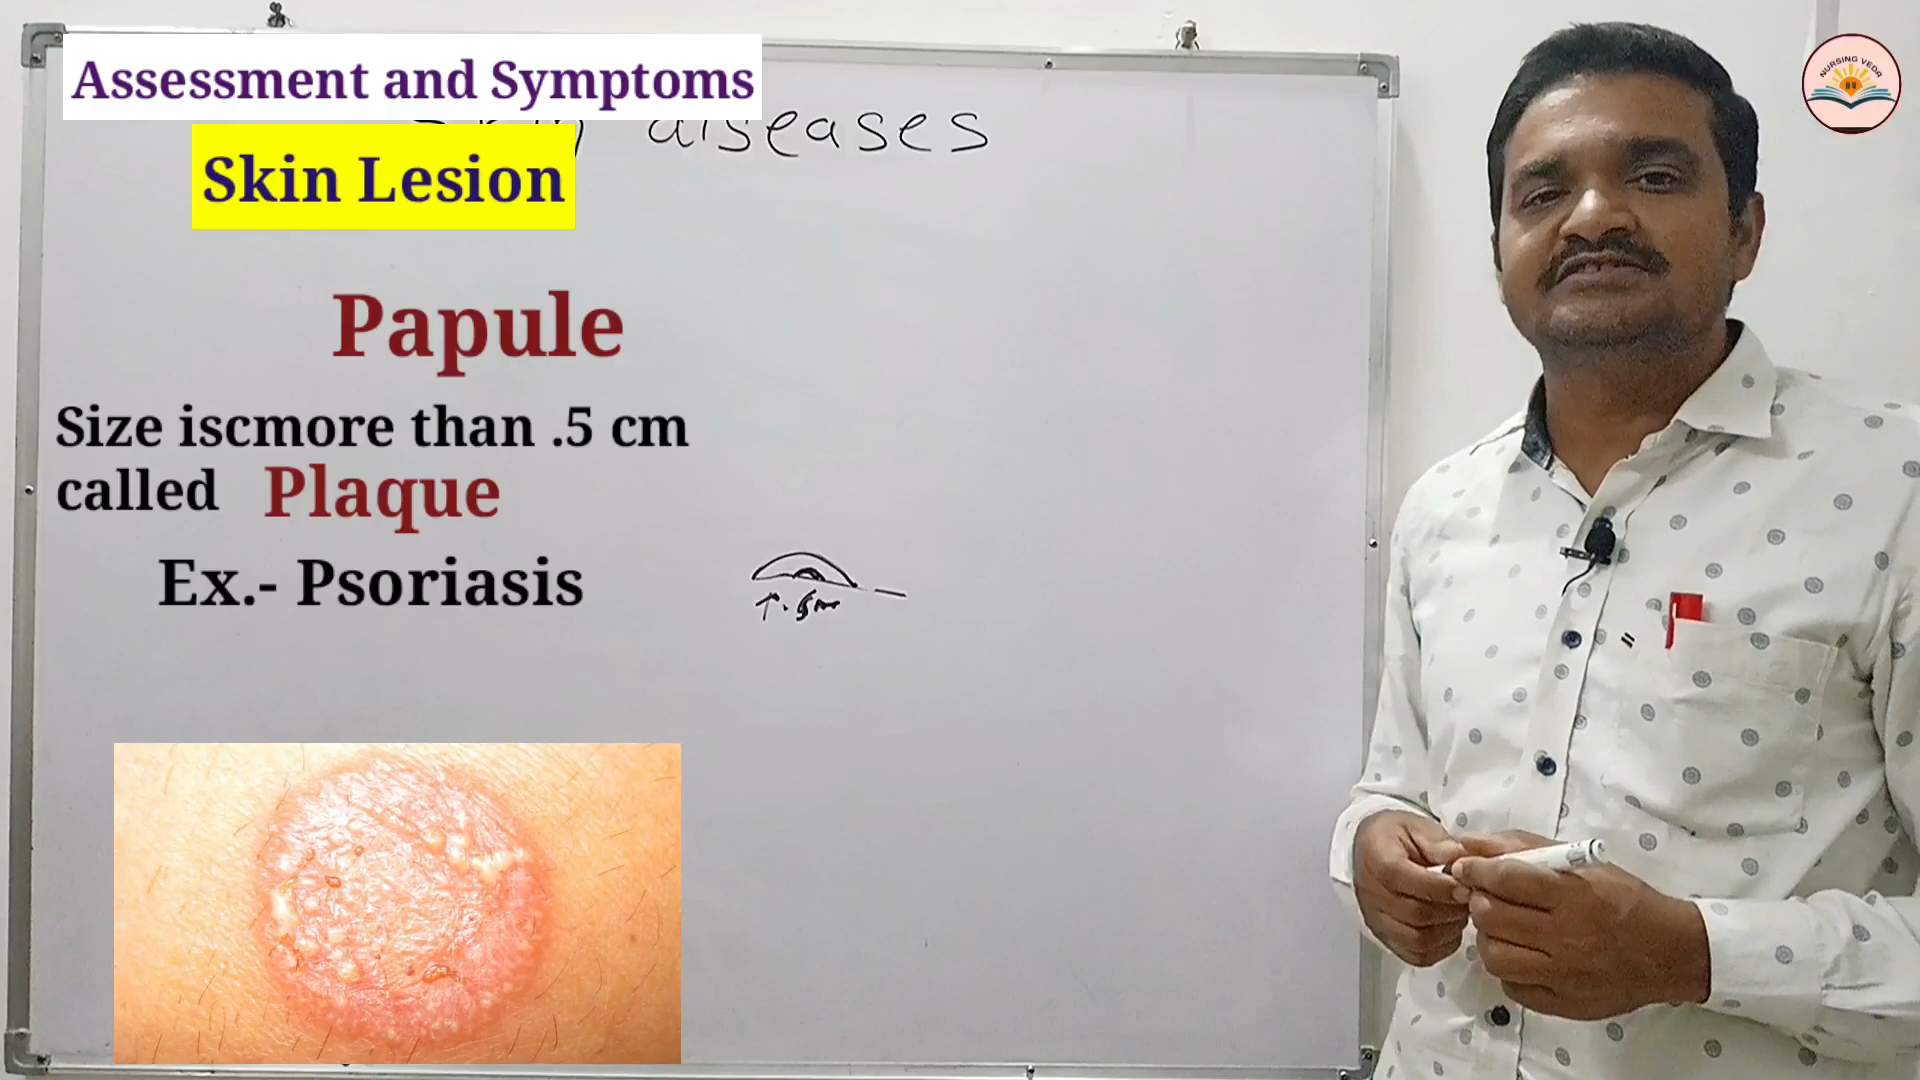 Assessment and Symptoms
NURSING VEDA
diseases
Skin Lesion
Papule
Size iscmore than .5 cm
called Plaque
Ex.- Psoriasis